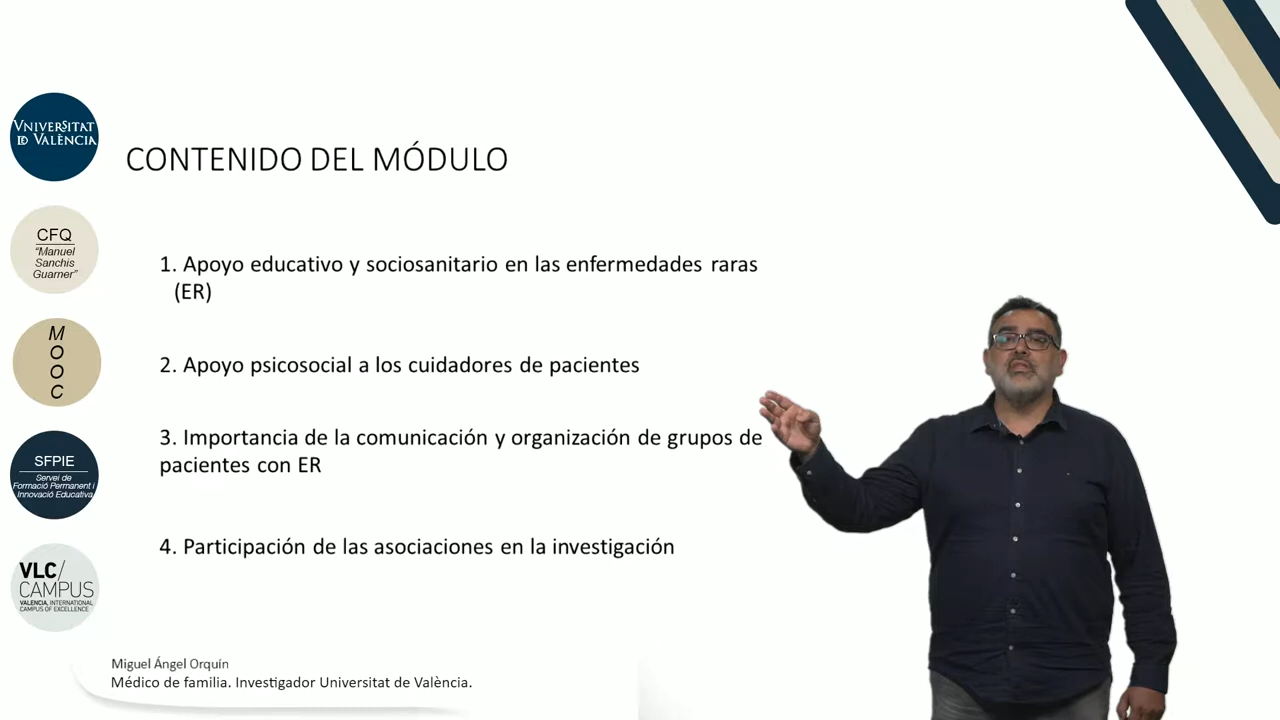 VNIVERSITAT
ID VALÈNCIA
CFQ
“Manuel
Sanchis
Guarner”
M
O
O
C
SFPIE
Servei de
Formació Permanent i
Innovació Educativa
VLC/
CAMPUS
VALENCIA, INTERNATIONAL
CAMPUS OF EXCELLENCE
CONTENIDO DEL MÓDULO
1. Apoyo educativo y sociosanitario en las enfermedades raras
(ER)
2. Apoyo psicosocial a los cuidadores de pacientes
3. Importancia de la comunicación y organización de grupos de
pacientes con ER
4. Participación de las asociaciones en la investigación
Miguel Ángel Orquín
Médico de familia. Investigador Universitat de València.